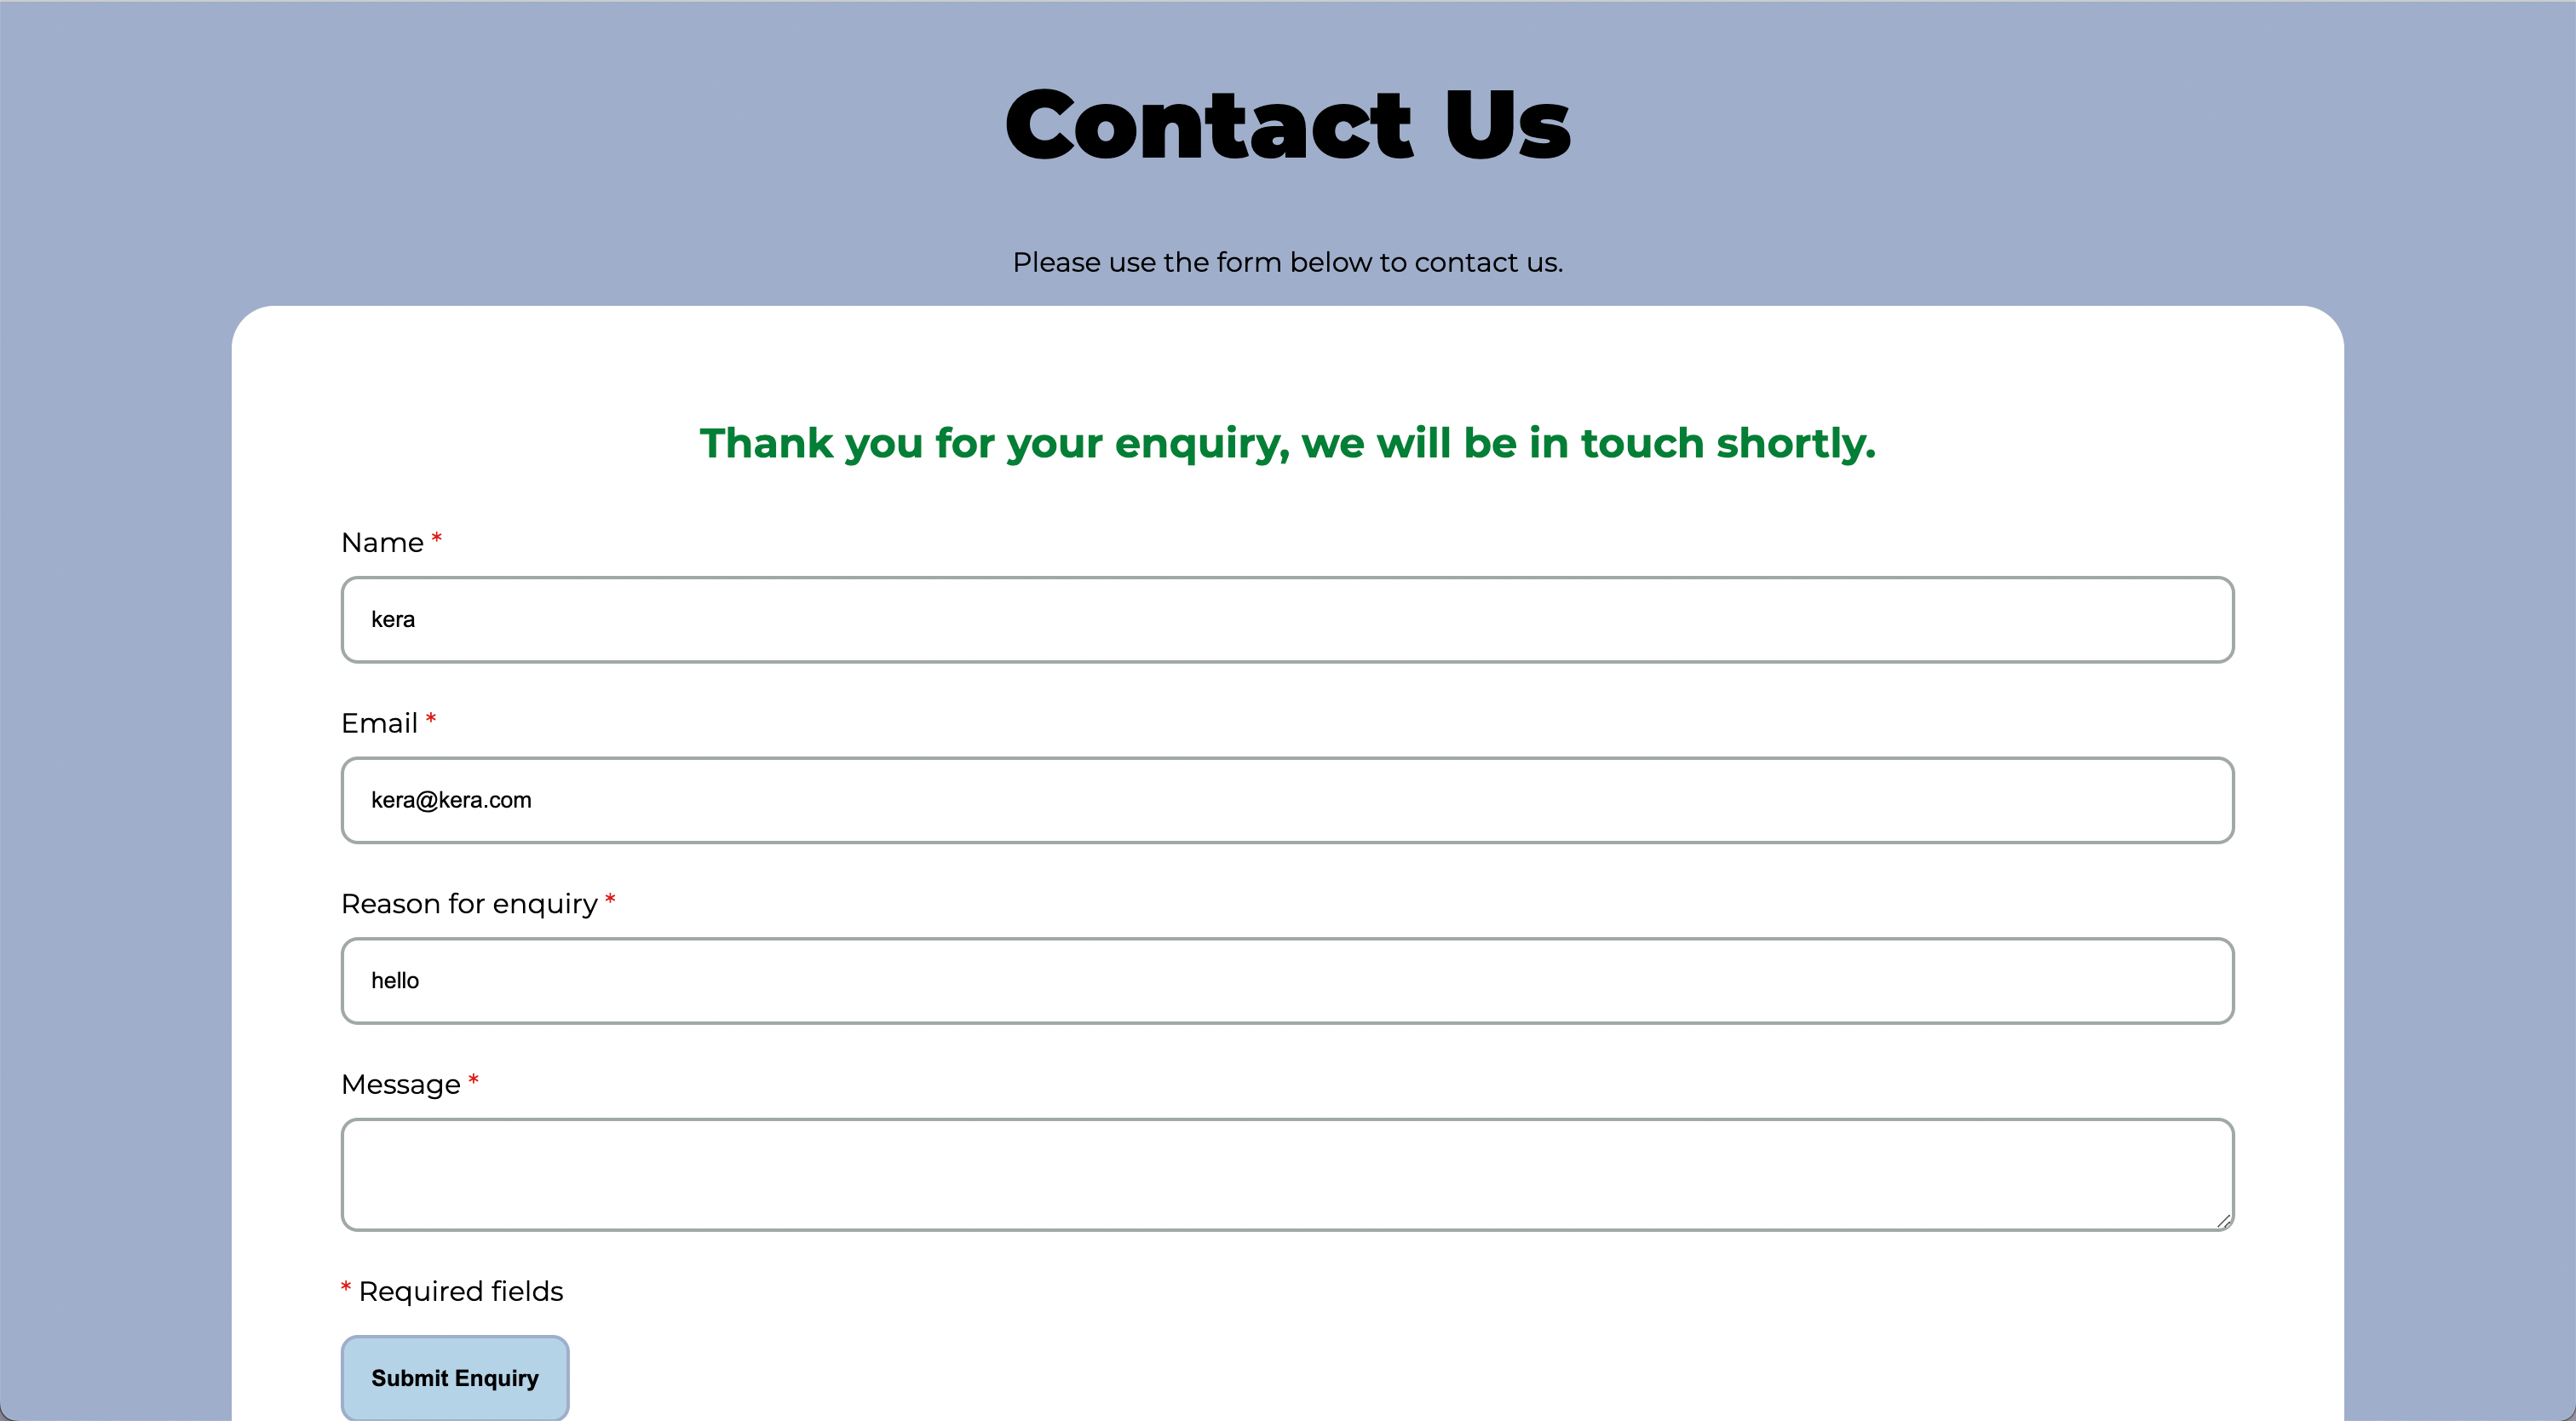 Contact Us
Please use the form below to contact us.
Thank you for your enquiry, we will be in touch shortly.
Name *
kera
Email *
kera@kera.com
Reason for enquiry *
hello
Message *
* Required fields
Submit Enquiry